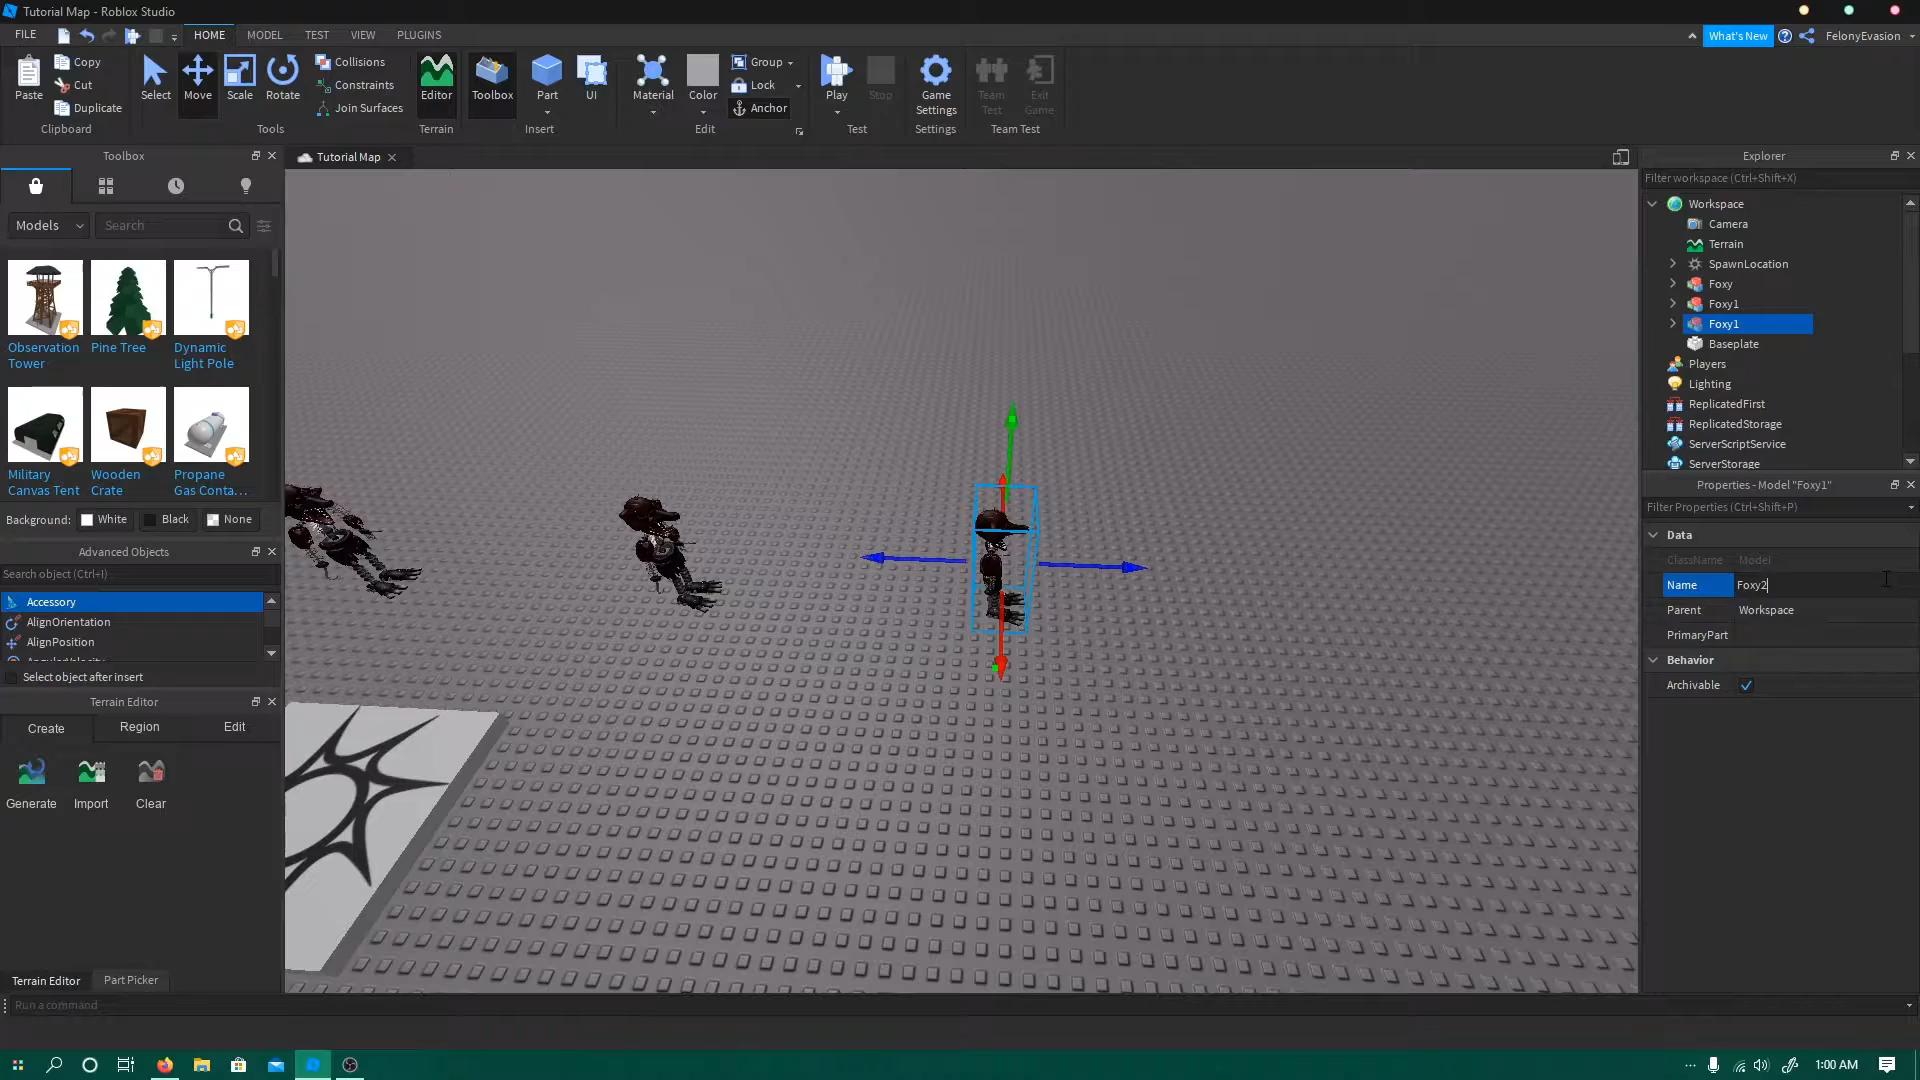 Tutorial Map - Roblox Studio
FILE
HOME
MODEL
TEST
VIEW
PLUGINS
What's New
FelonyEvasion
Paste
Copy
Cut
Duplicate
Clipboard
Select
Move
Scale
Rotate
Collisions
Constraints
Join Surfaces
Tools
Editor
Terrain
Toolbox
Part
UI
Insert
Material
Color
Group
Lock
Anchor
Edit
Play
Stop
Test
Game
Settings
Settings
Team
Test
Exit
Game
Team Test
Toolbox
Models
Search
Observation
Tower
Pine Tree
Dynamic
Light Pole
Military
Canvas Tent
Wooden
Crate
Propane
Gas Conta...
Background:
White
Black
None
Advanced Objects
Search object (Ctrl+I)
Accessory
AlignOrientation
AlignPosition
AngularVelocity
Select object after insert
Terrain Editor
Create
Region
Edit
Generate
Import
Clear
Terrain Editor
Part Picker
Run a command
Tutorial Map
Explorer
Filter workspace (Ctrl+Shift+X)
Workspace
Camera
Terrain
SpawnLocation
Foxy
Foxy1
Foxy1
Baseplate
Players
Lighting
ReplicatedFirst
ReplicatedStorage
ServerScriptService
ServerStorage
Properties - Model "Foxy1"
Filter Properties (Ctrl+Shift+P)
Data
ClassName Model
Name Foxy2
Parent Workspace
PrimaryPart
Behavior
Archivable
1:00 AM